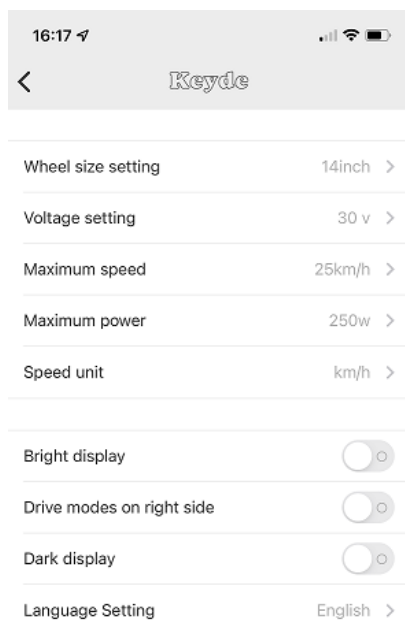 16:17
Keyde
Wheel size setting 14inch
Voltage setting 30 v
Maximum speed 25km/h
Maximum power 250w
Speed unit km/h
Bright display
Drive modes on right side
Dark display
Language Setting English